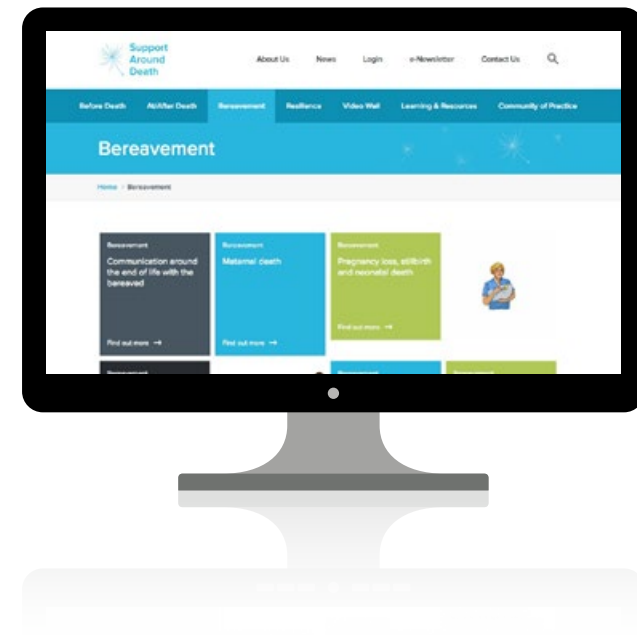 Support
Around
Death
About Us News Login e-Newsletter Contact Us
Before Death At/After Death Bereavement Resilience Video Wall Learning & Resources Community of Practice
Bereavement
Home / Bereavement
Bereavement
Communication around
the end of life with the
bereaved
Find out more →
Bereavement
Maternal death
Find out more →
Bereavement
Pregnancy loss, stillbirth
and neonatal death
Find out more →